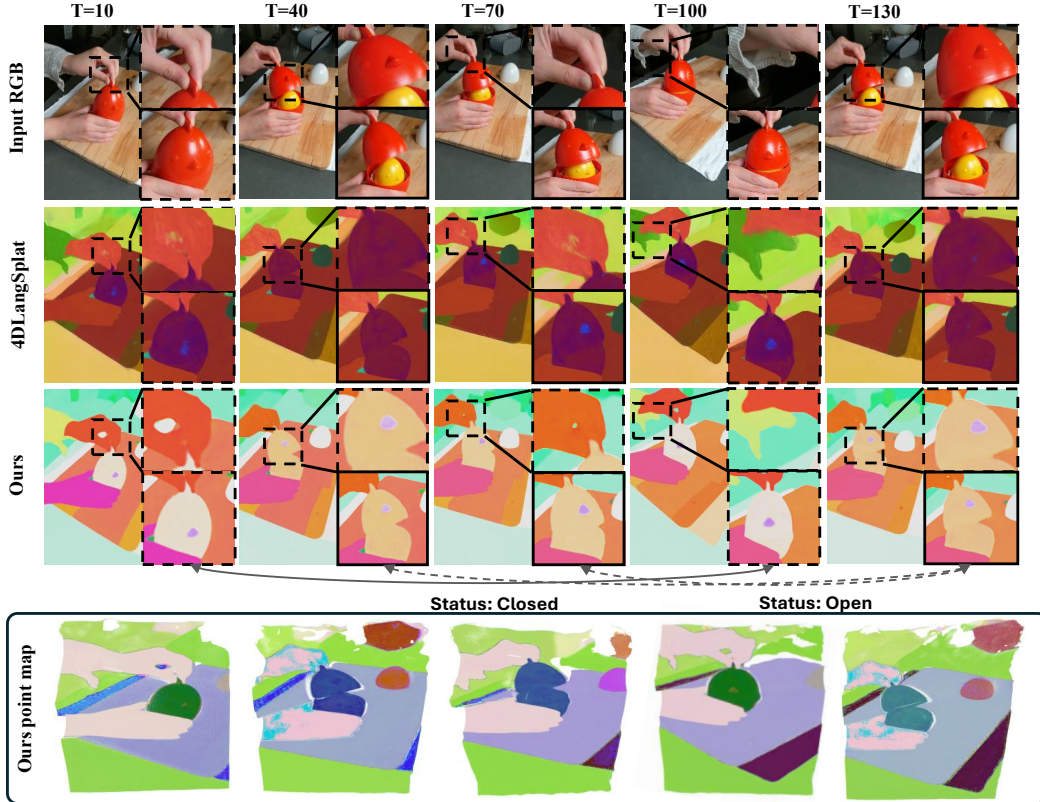 T=10 T=40 T=70 T=100 T=130
Input RGB
4DLangSplat
Ours
Status: Closed Status: Open
Ours point map